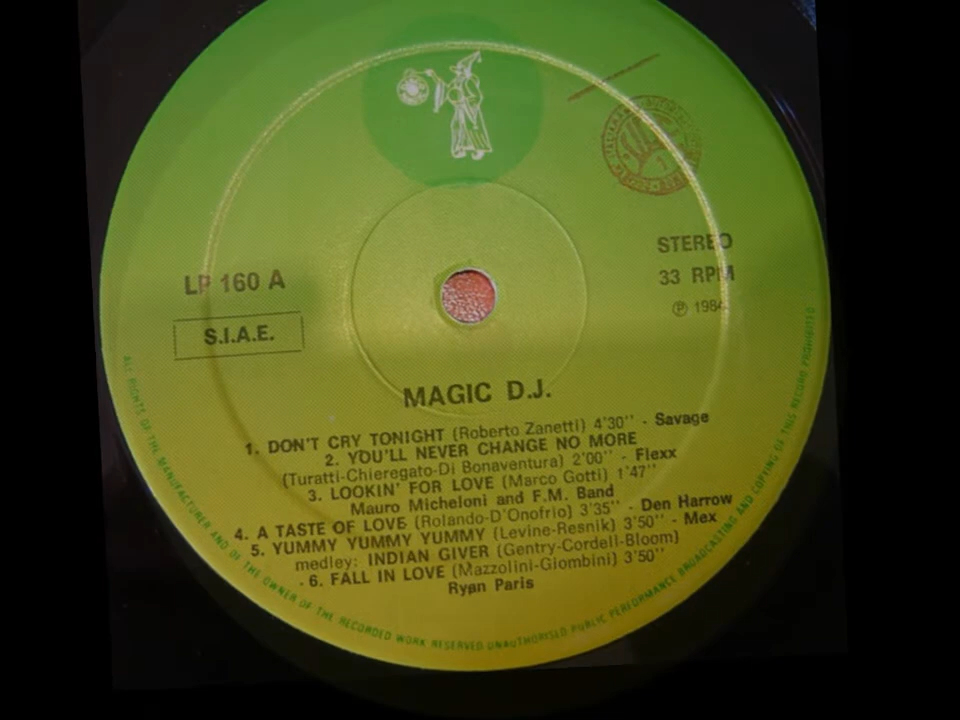 STEREO
LP 160 A
33 RPM
℗ 1984
S.I.A.E.
MAGIC D.J.
1. DON'T CRY TONIGHT (Roberto Zanetti) 4'30'' - Savage
2. YOU'LL NEVER CHANGE NO MORE
(Turatti-Chieregato-Di Bonaventura) 2'00'' - Flexx
3. LOOKIN' FOR LOVE (Marco Gotti) 1'47''
Mauro Micheloni and F.M. Band
4. A TASTE OF LOVE (Rolando-D'Onofrio) 3'35'' - Den Harrow
5. YUMMY YUMMY YUMMY (Levine-Resnik) 3'50'' - Mex
medley: INDIAN GIVER (Gentry-Cordell-Bloom)
6. FALL IN LOVE (Mazzolini-Giombini) 3'50''
Ryan Paris
ALL RIGHTS OF THE MANUFACTURER AND OF THE OWNER OF THE RECORDED WORK RESERVED UNAUTHORISED PUBLIC PERFORMANCE BROADCASTING AND COPYING OF THIS RECORD PROHIBITED